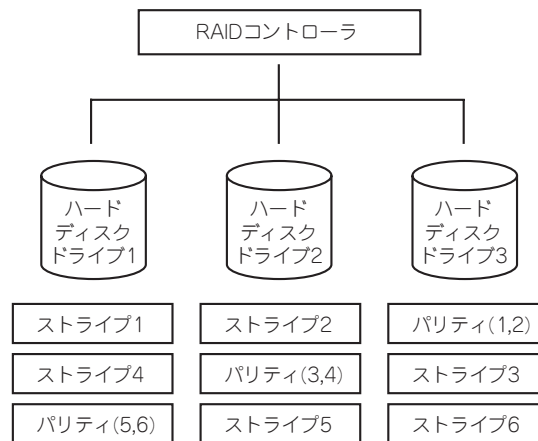 RAIDコントローラ
ハード
ディスク
ドライブ1
ハード
ディスク
ドライブ2
ハード
ディスク
ドライブ3
ストライプ1
ストライプ2
パリティ(1,2)
ストライプ4
パリティ(3,4)
ストライプ3
パリティ(5,6)
ストライプ5
ストライプ6